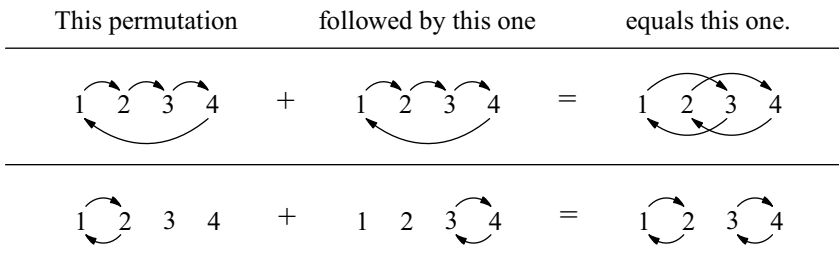 This permutation followed by this one equals this one.
1 2 3 4 + 1 2 3 4 = 1 2 3 4
1 2 3 4 + 1 2 3 4 = 1 2 3 4